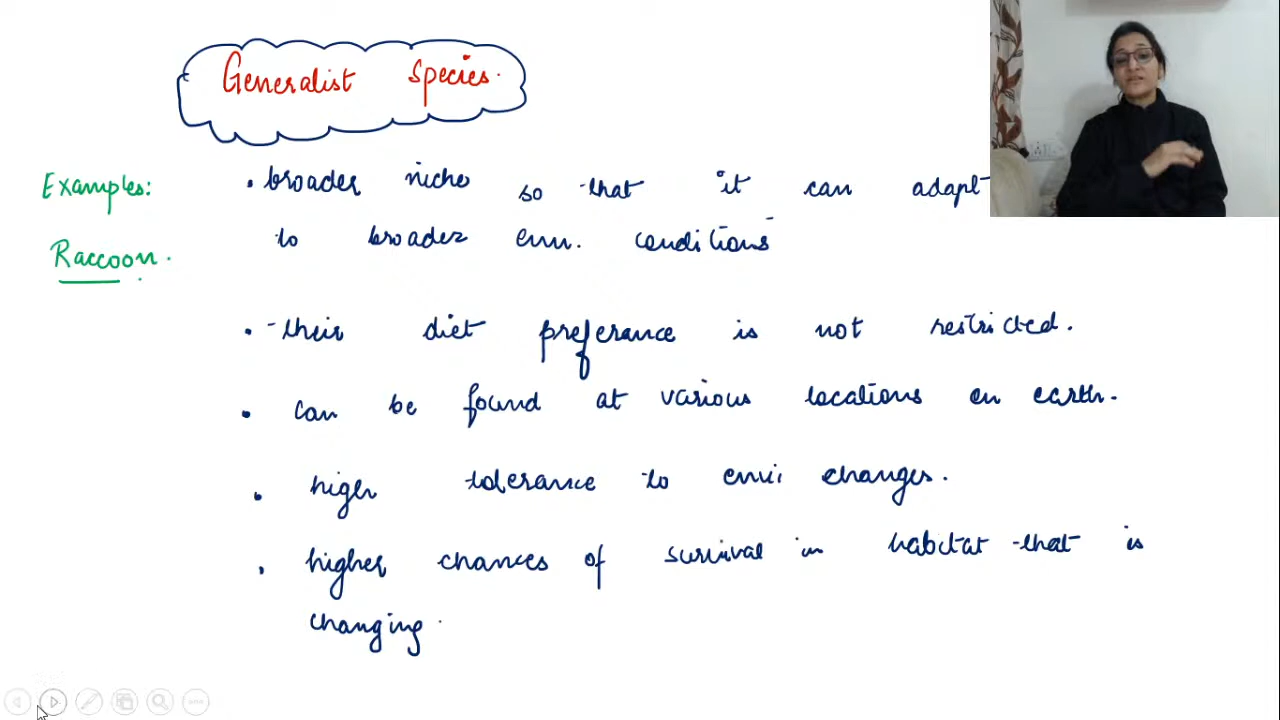 Generalist Species.
Examples:
Raccoon.
• broader niche so that it can adapt
to broader env. conditions
• their diet preferance is not restricted.
• can be found at various locations on earth.
• higher tolerance to envi changes.
• higher chances of survival in habitat that is
changing.